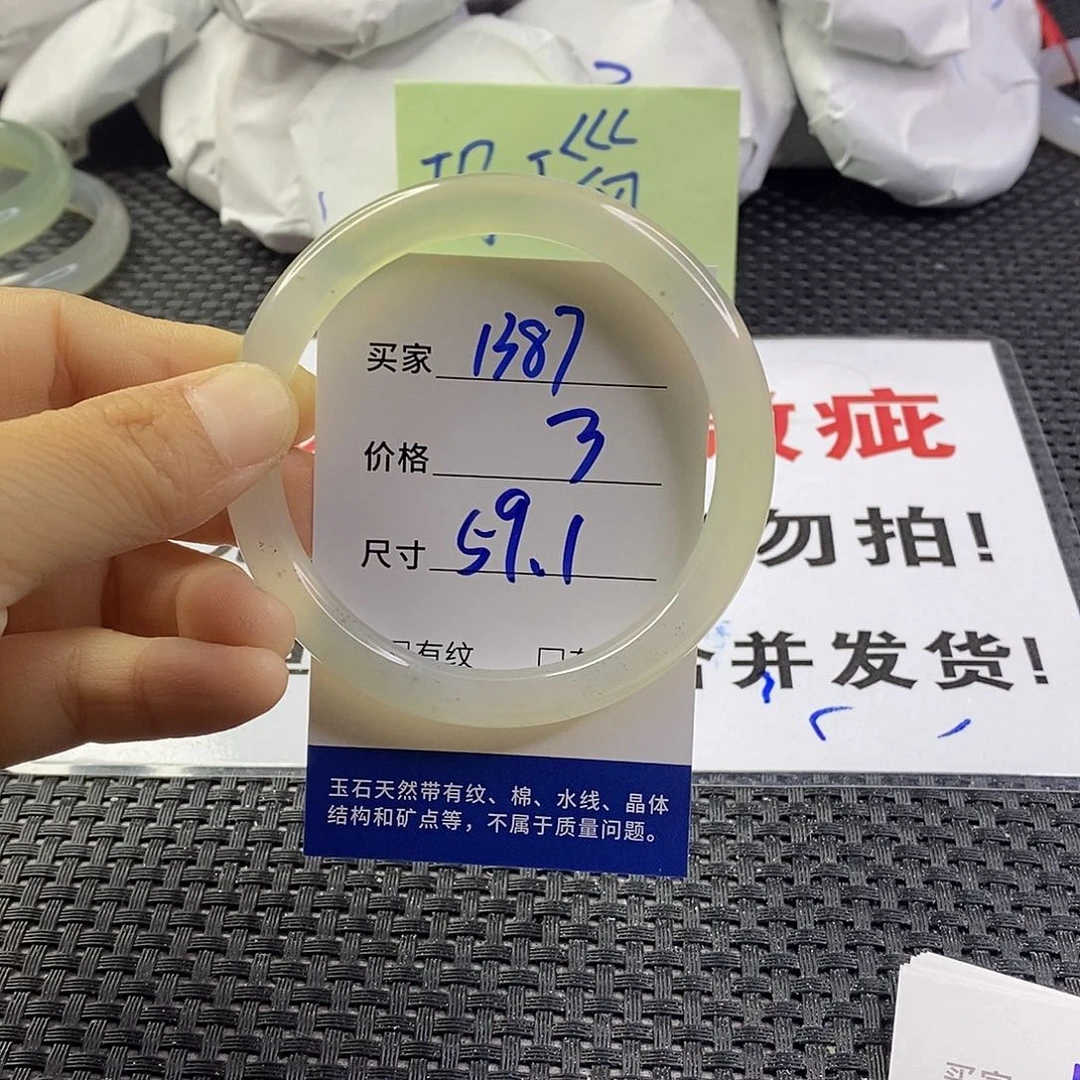 买家 1387
价格 3
尺寸 59.1
有纹
玉石天然带有纹、棉、水线、晶体
结构和矿点等，不属于质量问题。
疵
勿拍!
并发货!